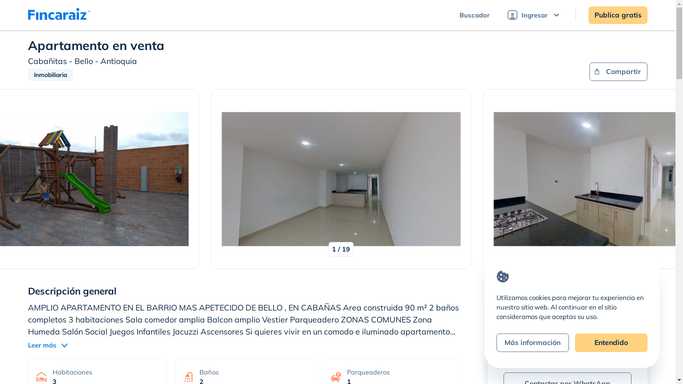 Fincaraiz
Buscador
Ingresar
Publica gratis
Apartamento en venta
Cabañitas - Bello - Antioquia
Inmobiliaria
Compartir
1 / 19
Descripción general
AMPLIO APARTAMENTO EN EL BARRIO MAS APETECIDO DE BELLO , EN CABAÑAS Area construida 90 m² 2 baños
completos 3 habitaciones Sala comedor amplia Balcon amplio Vestier Parqueadero ZONAS COMUNES Zona
Humeda Salón Social Juegos Infantiles Jacuzzi Ascensores Si quieres vivir en un comodo e iluminado apartamento...
Leer más
Habitaciones
3
Baños
2
Parqueaderos
1
Utilizamos cookies para mejorar tu experiencia en
nuestro sitio web. Al continuar en el sitio
consideramos que aceptas su uso.
Más información
Entendido
Contactar por WhatsApp